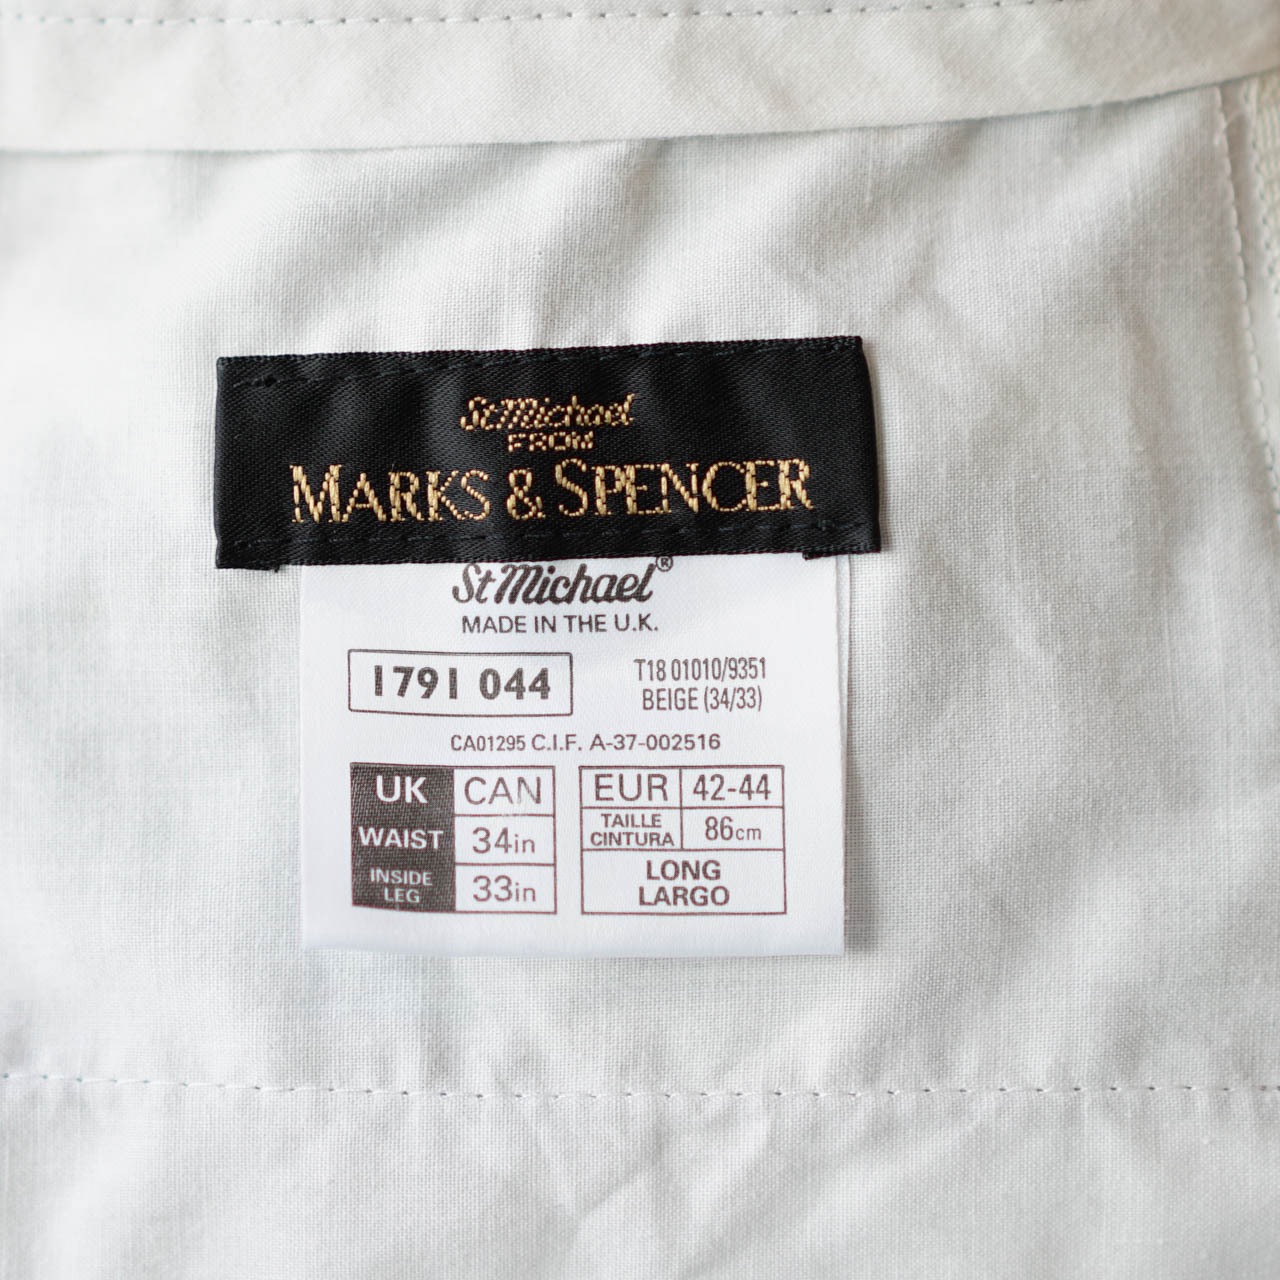 St Michael
FROM
MARKS & SPENCER
St Michael®
MADE IN THE U.K.
1791 044
T18 01010/9351
BEIGE (34/33)
CA01295 C.I.F. A-37-002516
UK CAN
WAIST 34in
INSIDE LEG 33in
EUR 42-44
TAILLE CINTURA 86cm
LONG
LARGO